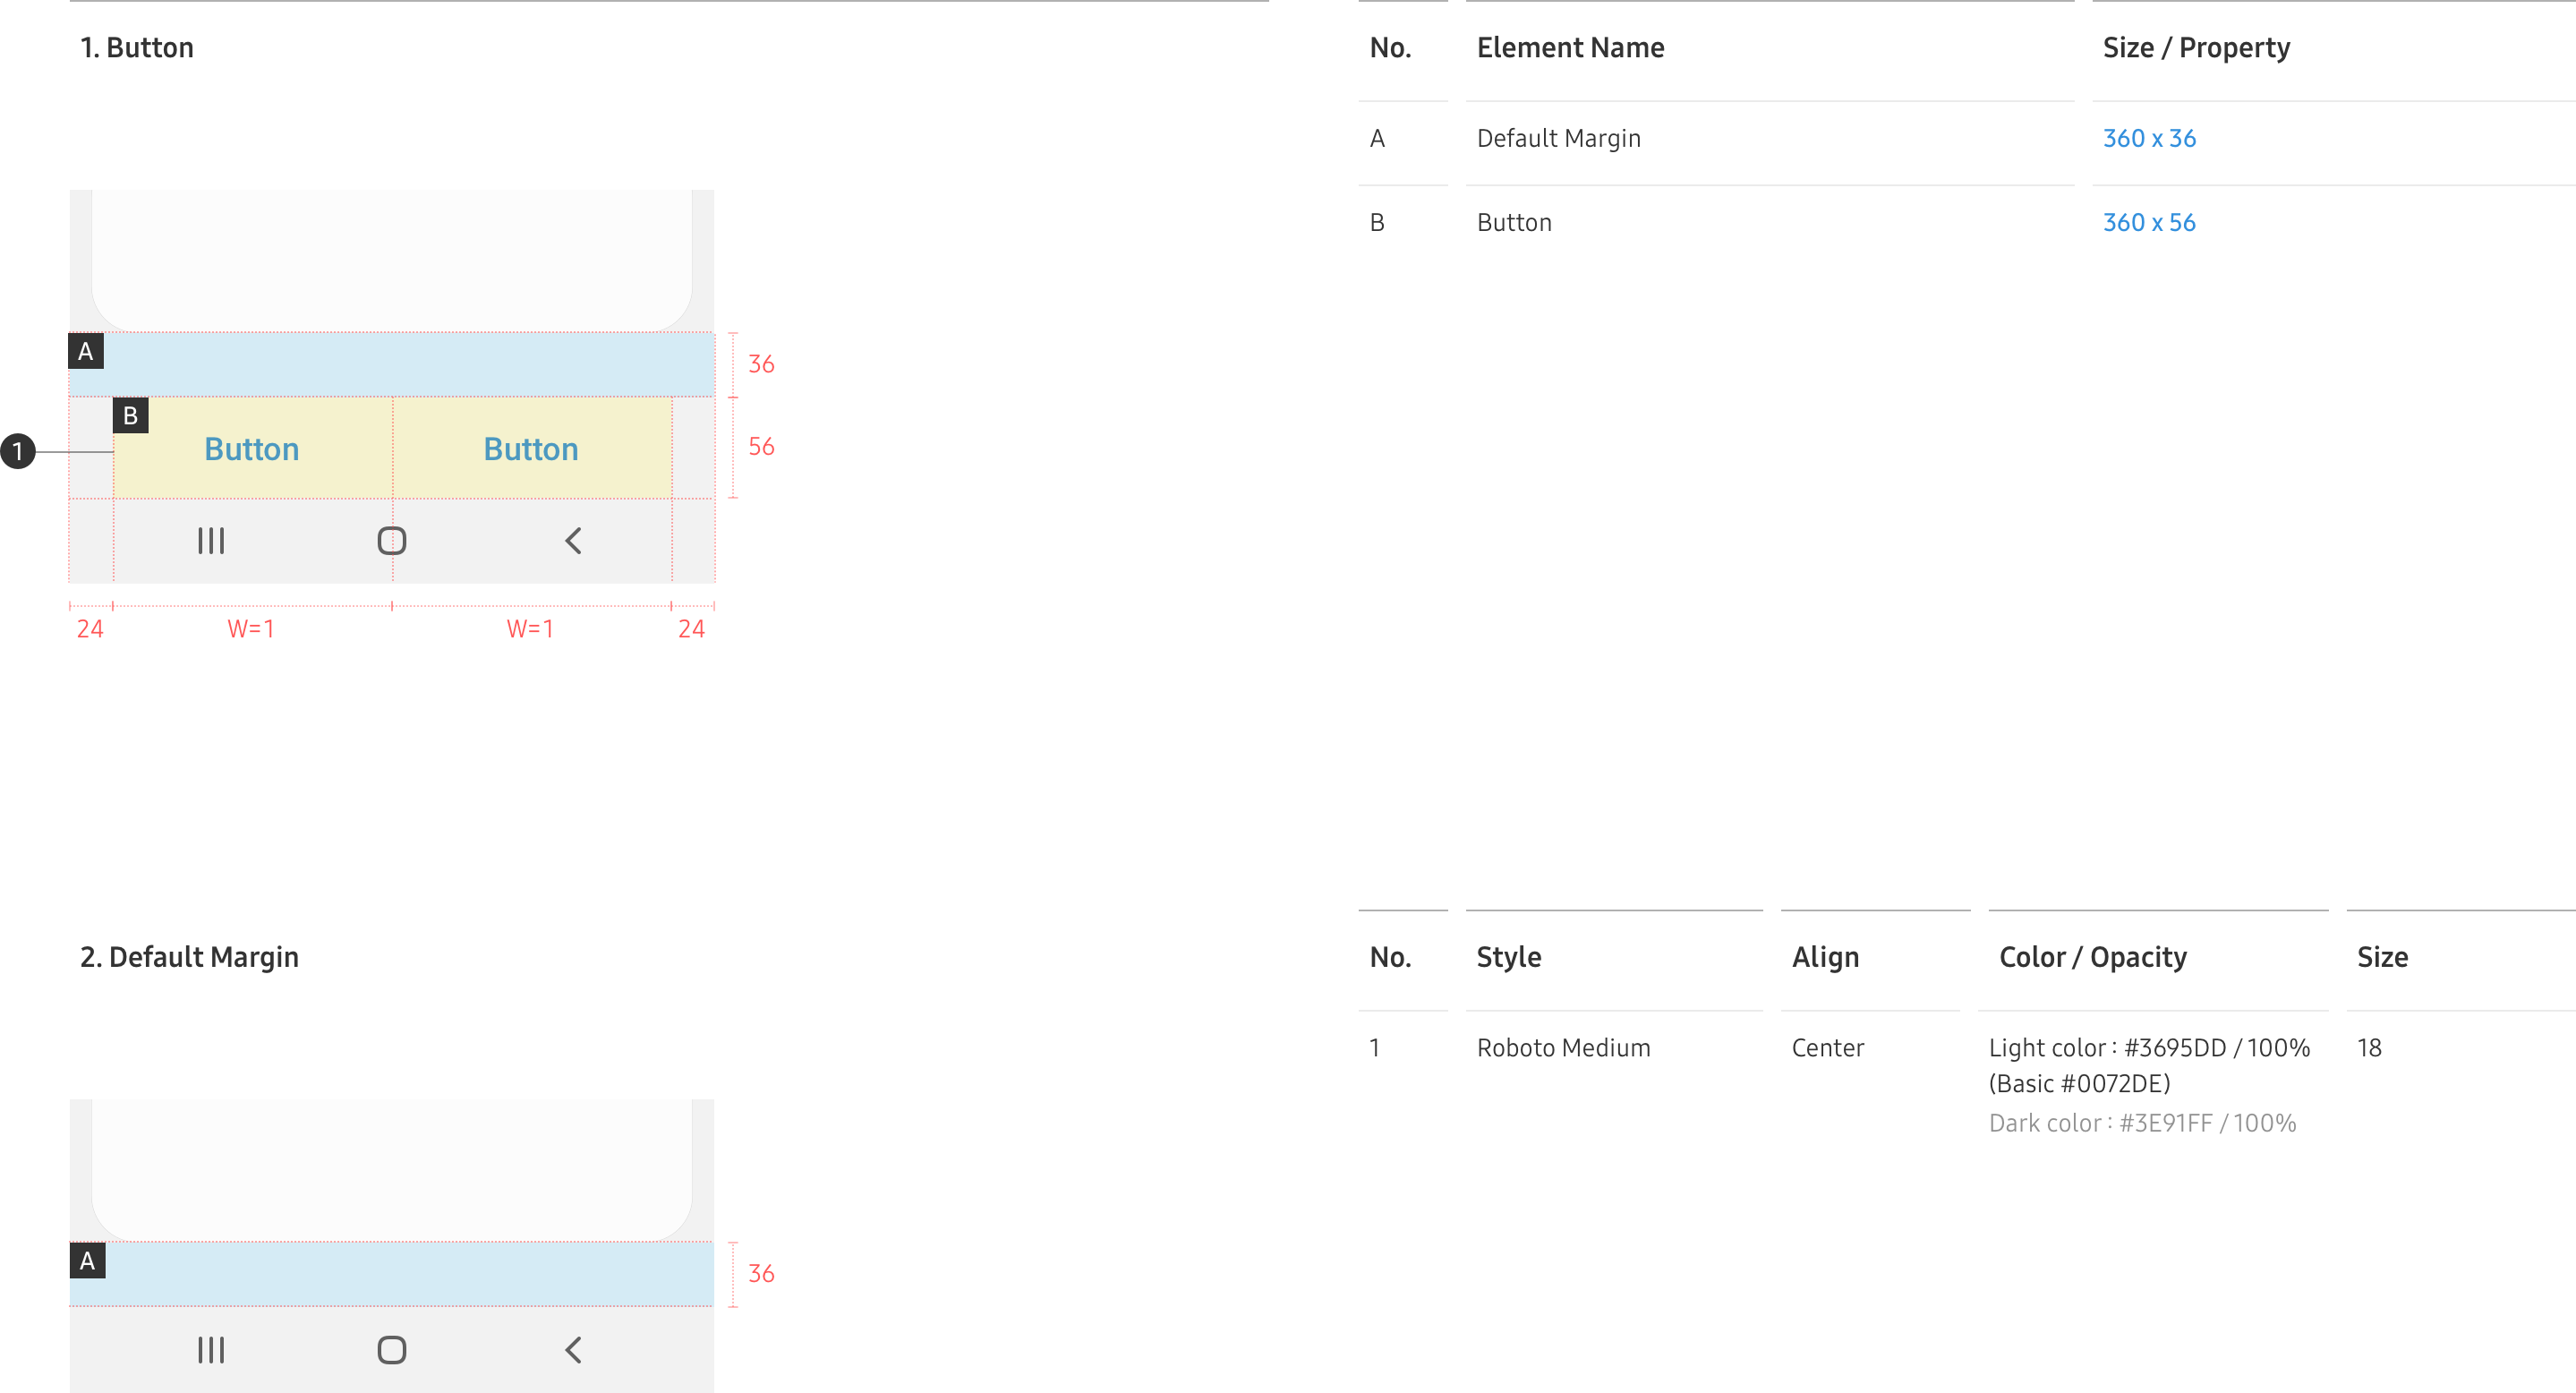 1. Button
A
36
B
Button
Button
56
1
24
W=1
W=1
24
No.
Element Name
Size / Property
A
Default Margin
360 x 36
B
Button
360 x 56
2. Default Margin
A
36
No.
Style
Align
Color / Opacity
Size
1
Roboto Medium
Center
Light color : #3695DD / 100%
(Basic #0072DE)
Dark color : #3E91FF / 100%
18